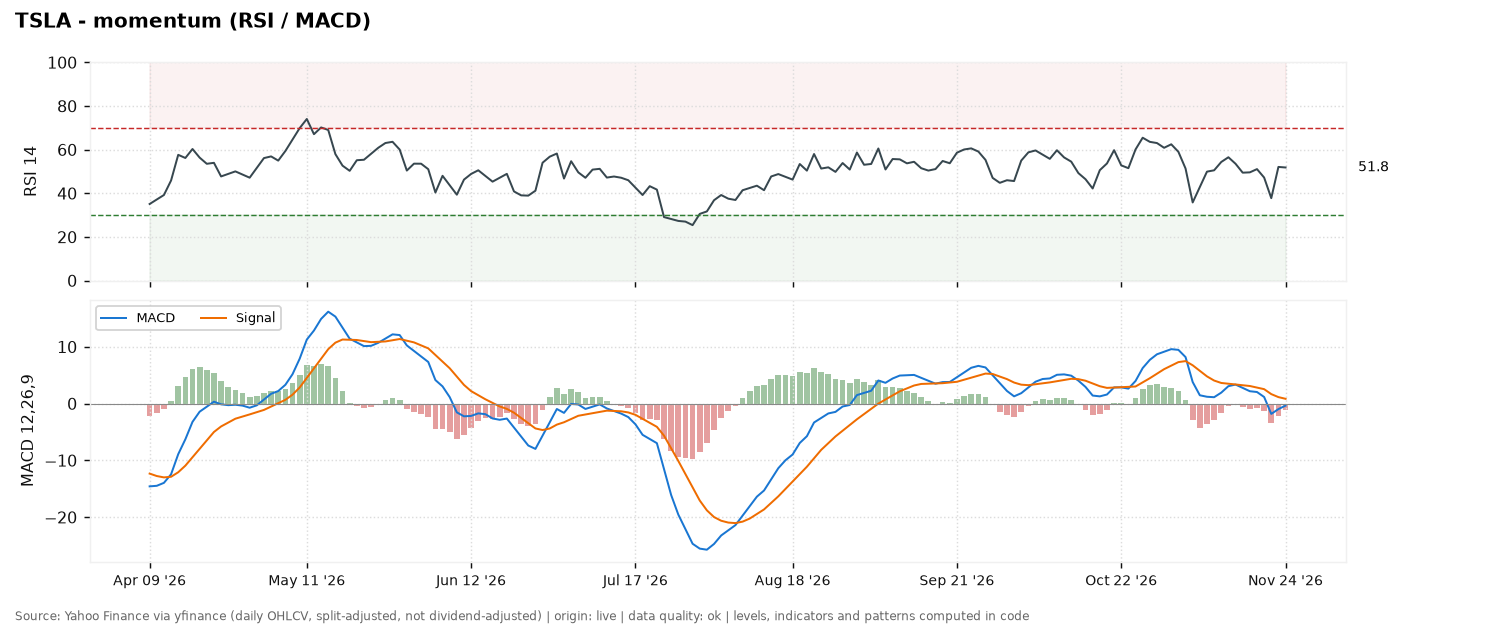 TSLA - momentum (RSI / MACD)
100
80
60
40
20
0
RSI 14
51.8
MACD
Signal
10
0
−10
−20
MACD 12,26,9
Apr 09 '26
May 11 '26
Jun 12 '26
Jul 17 '26
Aug 18 '26
Sep 21 '26
Oct 22 '26
Nov 24 '26
Source: Yahoo Finance via yfinance (daily OHLCV, split-adjusted, not dividend-adjusted) | origin: live | data quality: ok | levels, indicators and patterns computed in code